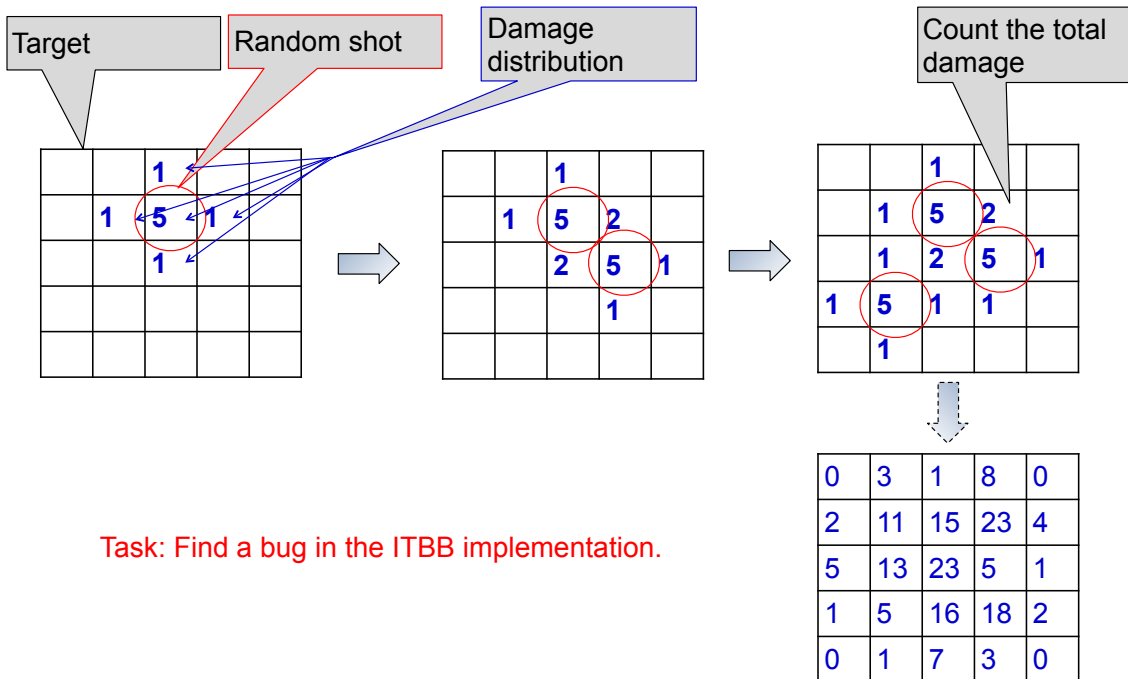 Target
Random shot
Damage
distribution
Count the total
damage
1
1 5 1
1
1
1 5 2
2 5 1
1
1
1 5 2
1 2 5 1
1 5 1 1
1
0 3 1 8 0
2 11 15 23 4
5 13 23 5 1
1 5 16 18 2
0 1 7 3 0
Task: Find a bug in the ITBB implementation.